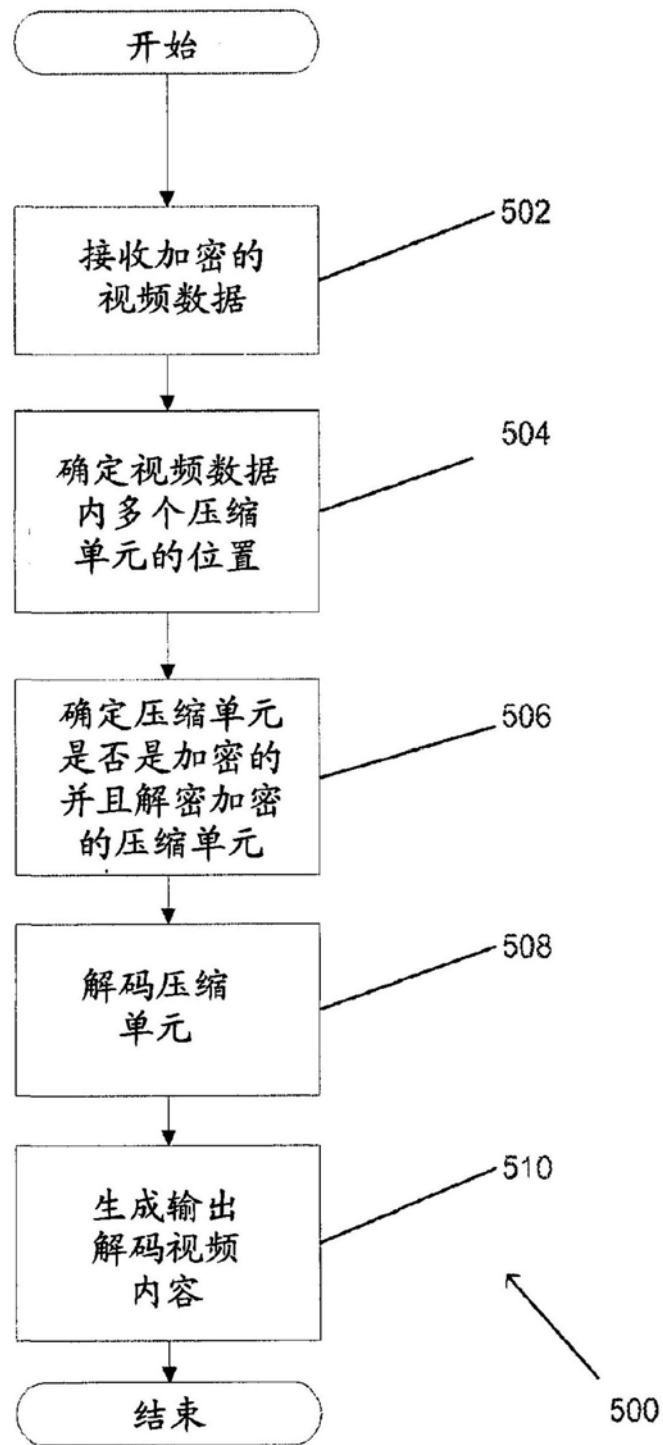 开始
502
接收加密的
视频数据
504
确定视频数据
内多个压缩
单元的位置
506
确定压缩单元
是否是加密的
并且解密加密
的压缩单元
508
解码压缩
单元
510
生成输出
解码视频
内容
结束
500